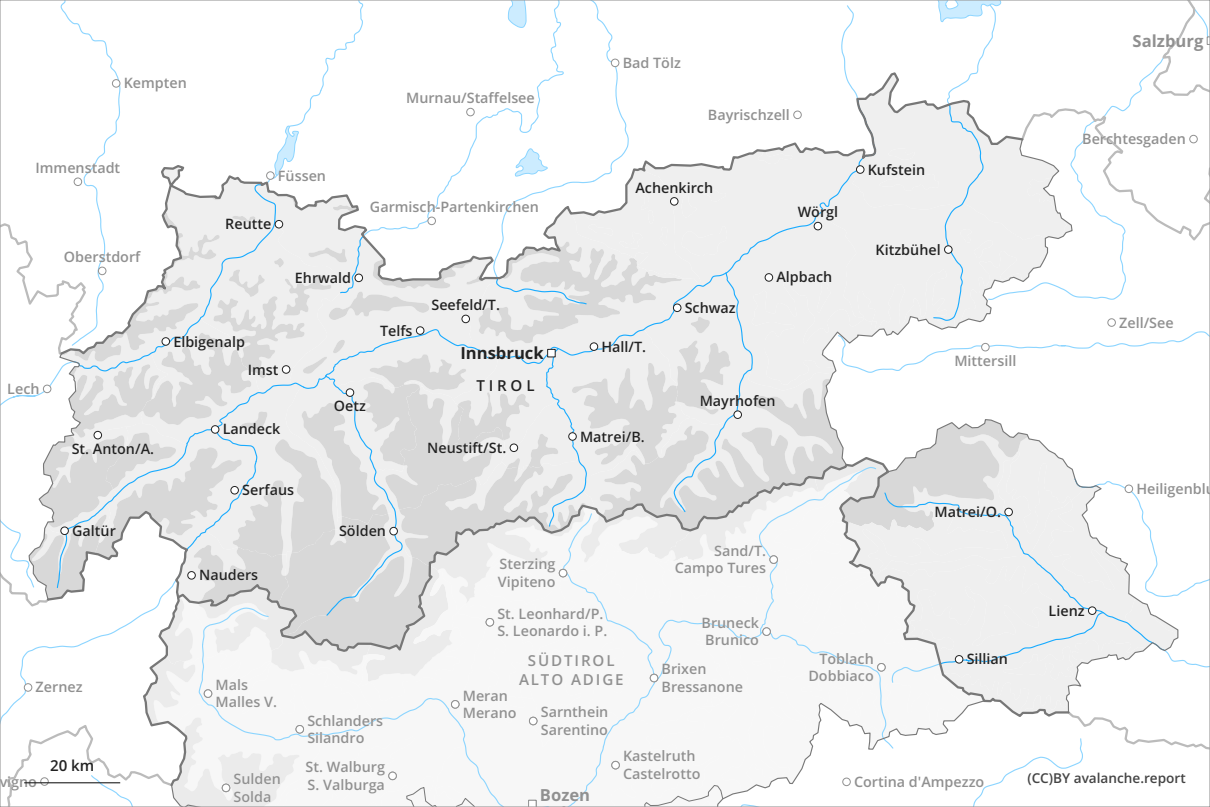 Salzburg
Bad Tölz
Kempten
Murnau/Staffelsee
Bayrischzell
Berchtesgaden
Immenstadt
Füssen
Kufstein
Achenkirch
Garmisch-Partenkirchen
Wörgl
Reutte
Kitzbühel
Oberstdorf
Ehrwald
Alpbach
Seefeld/T.
Schwaz
Zell/See
Telfs
Elbigenalp
Hall/T.
Innsbruck
Mittersill
Imst
TIROL
Lech
Oetz
Mayrhofen
Landeck
Matrei/B.
St. Anton/A.
Neustift/St.
Serfaus
Heiligenblu
Matrei/O.
Galtür
Sölden
Sand/T.
Campo Tures
Sterzing
Vipiteno
Nauders
Lienz
St. Leonhard/P.
S. Leonardo i. P.
Bruneck
Brunico
SÜDTIROL
ALTO ADIGE
Toblach
Dobbiaco
Sillian
Brixen
Bressanone
Zernez
Mals
Malles V.
Meran
Merano
Sarnthein
Sarentino
Schlanders
Silandro
Kastelruth
Castelrotto
20 km
St. Walburg
S. Valburga
vigno
Sulden
Solda
Cortina d'Ampezzo
(CC)BY avalanche.report
Bozen